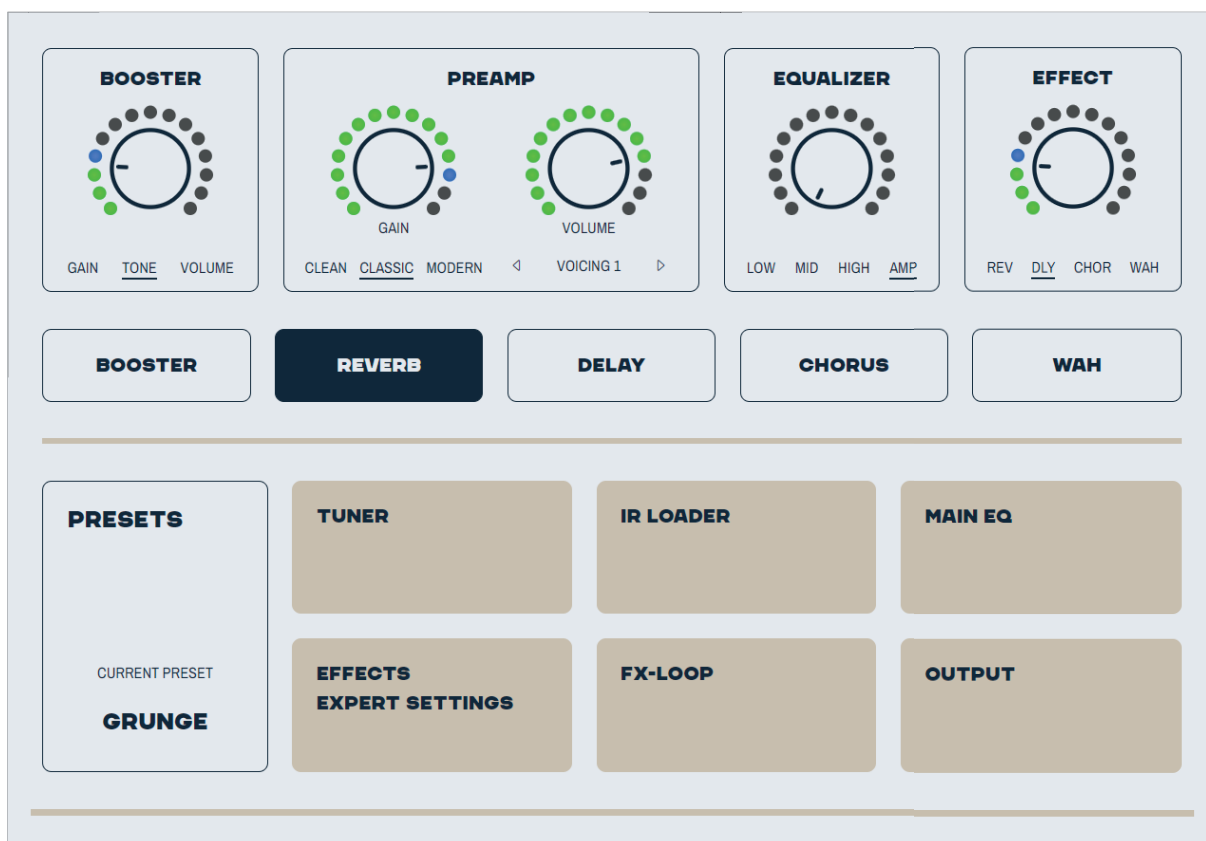 BOOSTER
PREAMP
EQUALIZER
EFFECT
GAIN
VOLUME
GAIN TONE VOLUME
CLEAN CLASSIC MODERN
VOICING 1
LOW MID HIGH AMP
REV DLY CHOR WAH
BOOSTER
REVERB
DELAY
CHORUS
WAH
PRESETS
CURRENT PRESET
GRUNGE
TUNER
IR LOADER
MAIN EQ
EFFECTS
EXPERT SETTINGS
FX-LOOP
OUTPUT